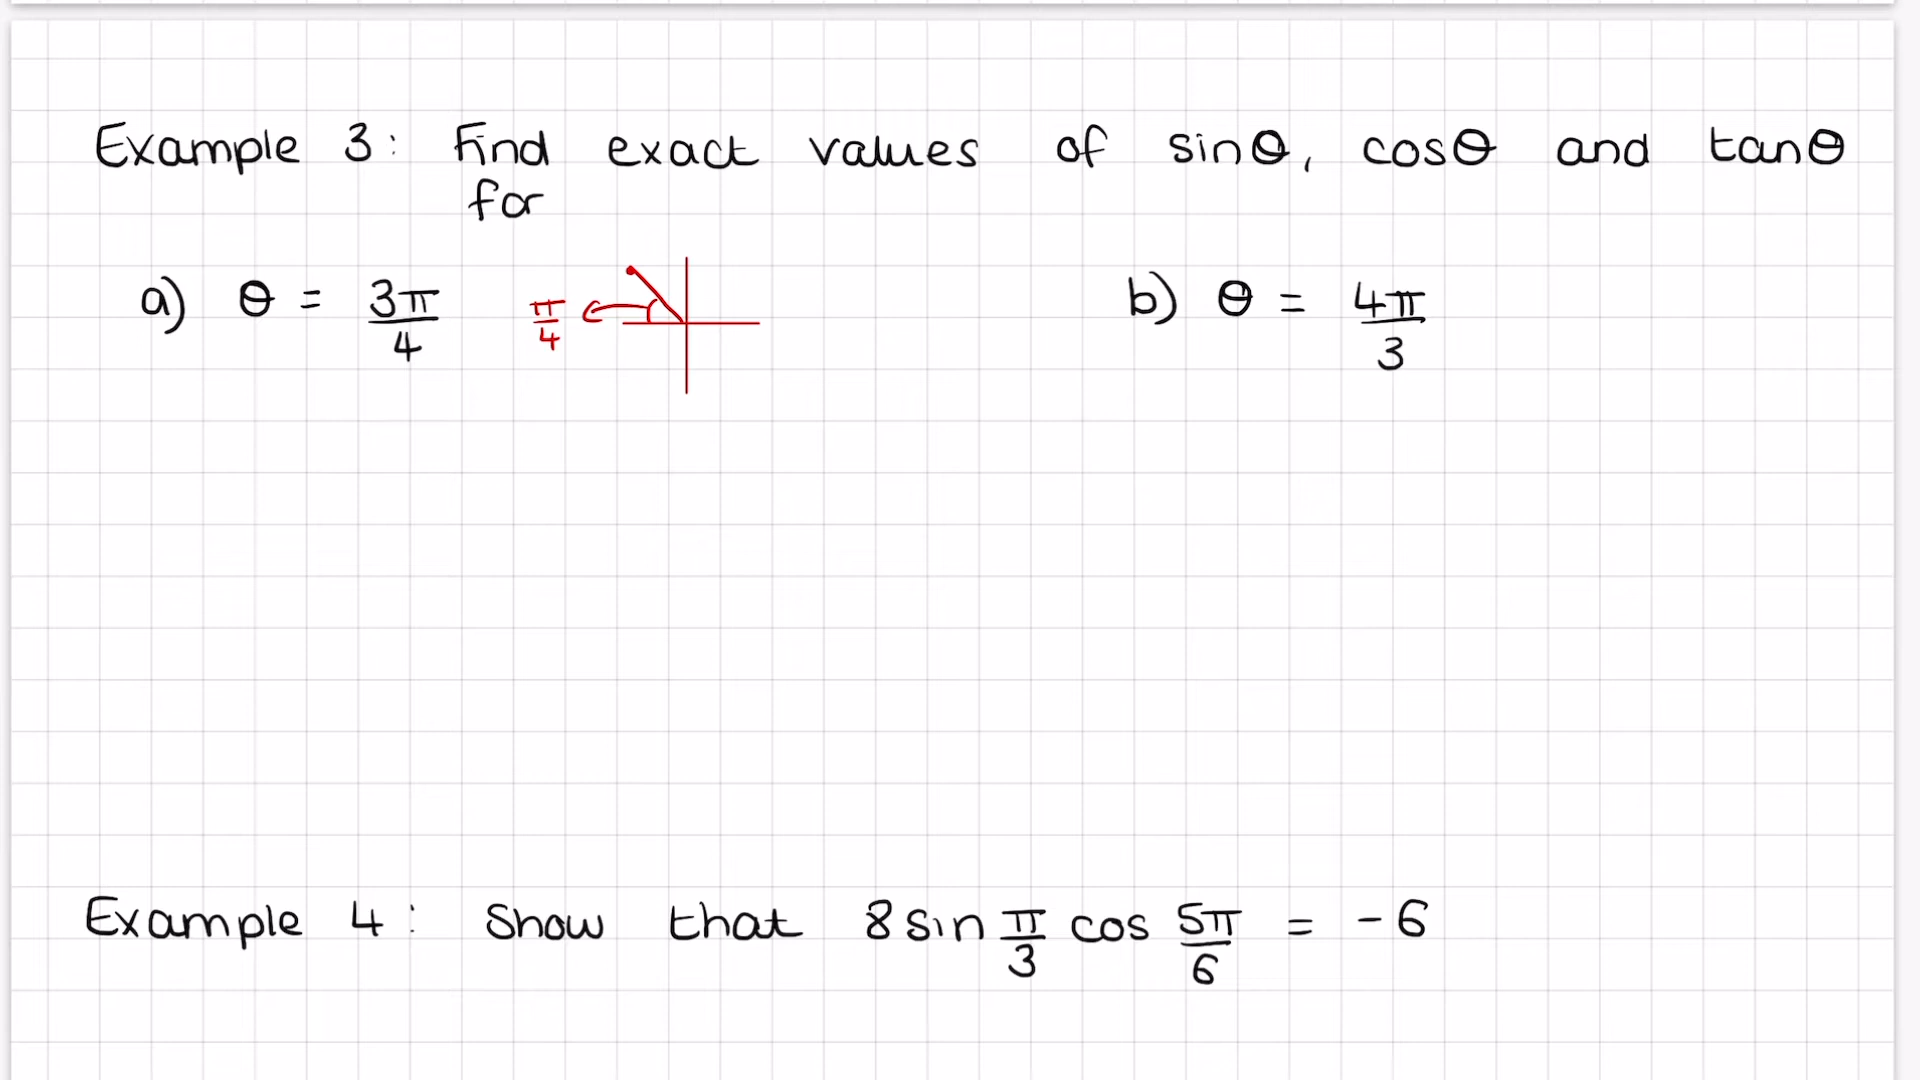 Example 3: Find exact values of sinθ, cosθ and tanθ
for
a) θ = 3π/4 π/4 b) θ = 4π/3
Example 4: Show that 8 sin π/3 cos 5π/6 = -6